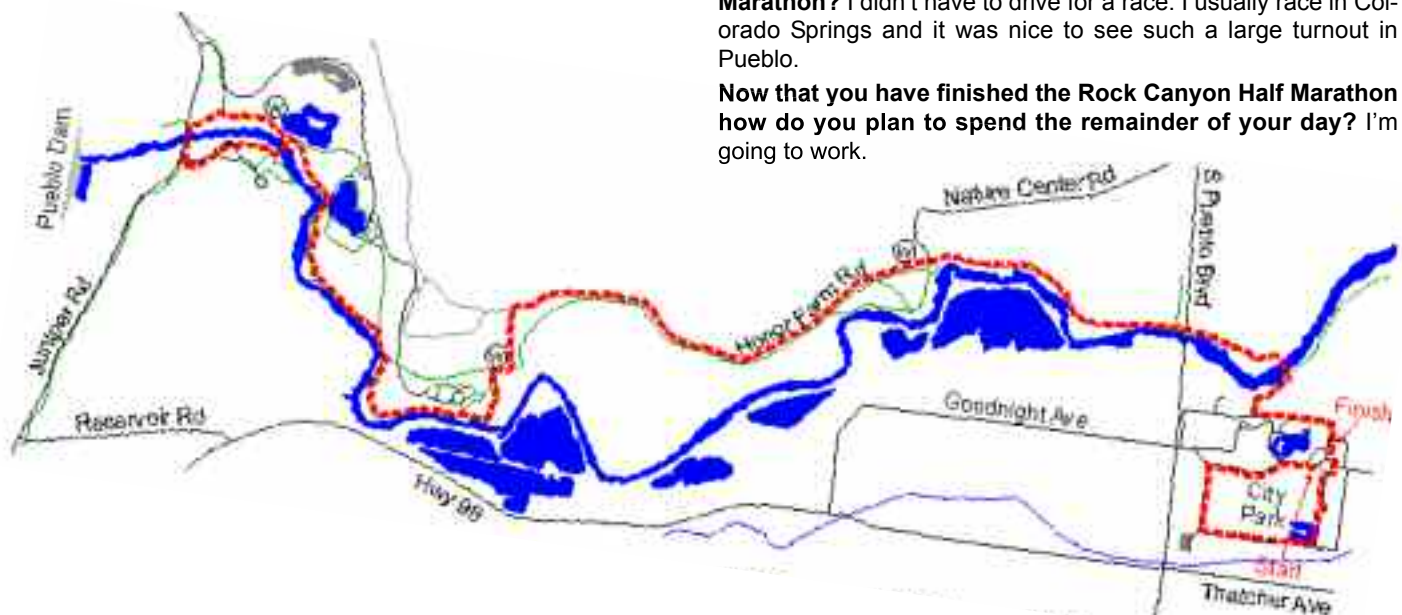 Marathon? I didn't have to drive for a race. I usually race in Col-
orado Springs and it was nice to see such a large turnout in
Pueblo.
Now that you have finished the Rock Canyon Half Marathon
how do you plan to spend the remainder of your day? I'm
going to work.
Pueblo Dam
Juniper Rd
Reservoir Rd
Hwy 96
Honor Farm Rd
Nature Center Rd
S Pueblo Blvd
Goodnight Ave
Finish
City
Park
Start
Thatcher Ave